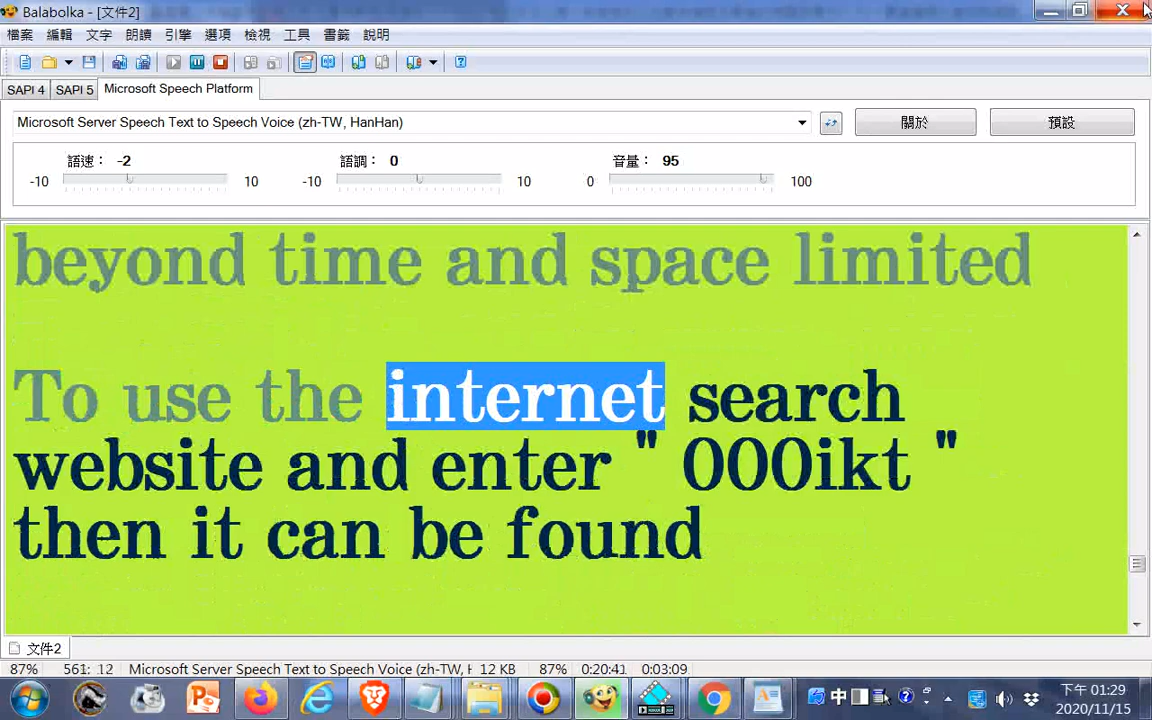 Balabolka - [文件2]
檔案 編輯 文字 朗讀 引擎 選項 檢視 工具 書籤 說明
SAPI 4 SAPI 5 Microsoft Speech Platform
Microsoft Server Speech Text to Speech Voice (zh-TW, HanHan) 關於 預設
語速： -2 語調： 0 音量： 95
-10 10 -10 10 0 100
beyond time and space limited
To use the internet search
website and enter " 000ikt "
then it can be found
文件2
87% 561: 12 Microsoft Server Speech Text to Speech Voice (zh-TW, H 12 KB 87% 0:20:41 0:03:09
中 下午 01:29
2020/11/15